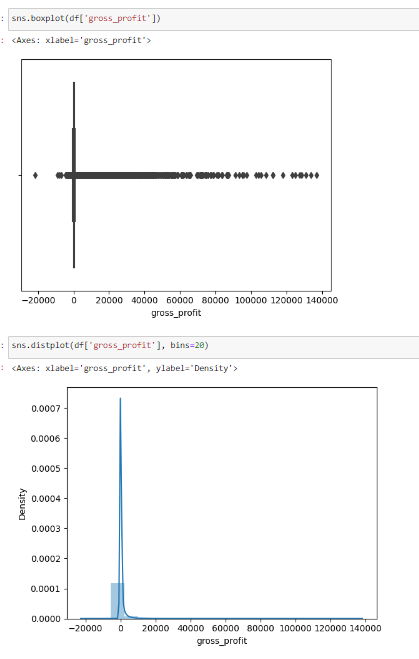 : sns.boxplot(df['gross_profit'])
: <Axes: xlabel='gross_profit'>
−20000 0 20000 40000 60000 80000 100000 120000 140000
gross_profit
: sns.distplot(df['gross_profit'], bins=20)
: <Axes: xlabel='gross_profit', ylabel='Density'>
0.0007
0.0006
0.0005
0.0004
0.0003
0.0002
0.0001
0.0000
Density
−20000 0 20000 40000 60000 80000 100000 120000 140000
gross_profit